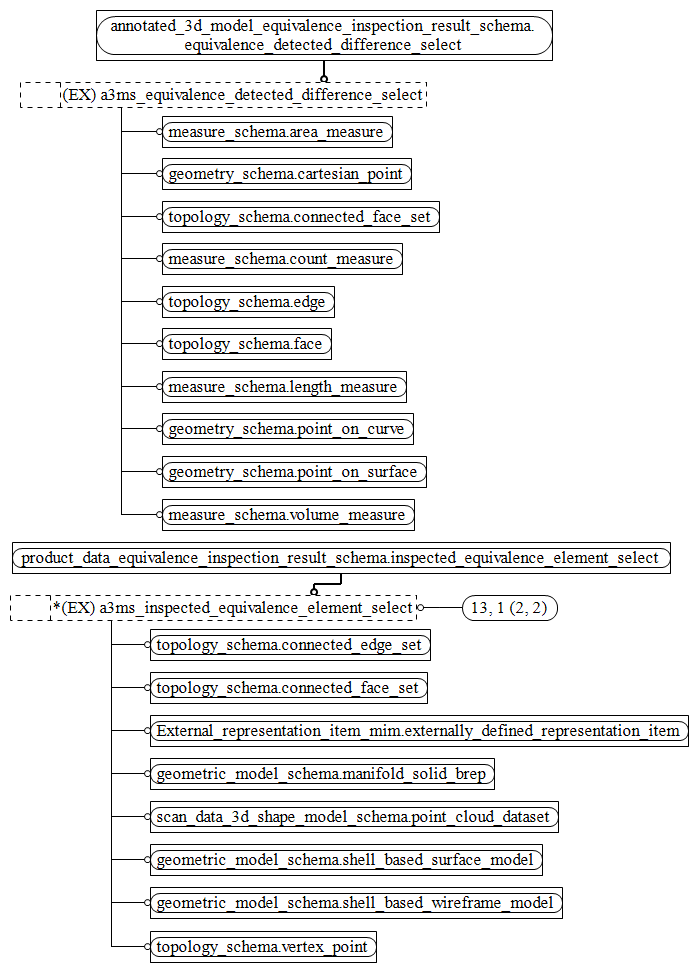 annotated_3d_model_equivalence_inspection_result_schema.
equivalence_detected_difference_select
(EX) a3ms_equivalence_detected_difference_select
measure_schema.area_measure
geometry_schema.cartesian_point
topology_schema.connected_face_set
measure_schema.count_measure
topology_schema.edge
topology_schema.face
measure_schema.length_measure
geometry_schema.point_on_curve
geometry_schema.point_on_surface
measure_schema.volume_measure
product_data_equivalence_inspection_result_schema.inspected_equivalence_element_select
*(EX) a3ms_inspected_equivalence_element_select
13, 1 (2, 2)
topology_schema.connected_edge_set
topology_schema.connected_face_set
External_representation_item_mim.externally_defined_representation_item
geometric_model_schema.manifold_solid_brep
scan_data_3d_shape_model_schema.point_cloud_dataset
geometric_model_schema.shell_based_surface_model
geometric_model_schema.shell_based_wireframe_model
topology_schema.vertex_point